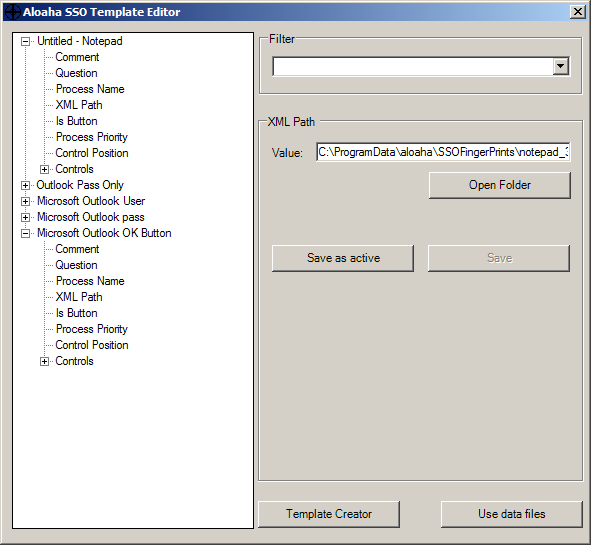 Aloaha SSO Template Editor
Untitled - Notepad
Comment
Question
Process Name
XML Path
Is Button
Process Priority
Control Position
Controls
Outlook Pass Only
Microsoft Outlook User
Microsoft Outlook pass
Microsoft Outlook OK Button
Comment
Question
Process Name
XML Path
Is Button
Process Priority
Control Position
Controls
Filter
XML Path
Value: C:\ProgramData\aloaha\SSOFingerPrints\notepad_3
Open Folder
Save as active Save
Template Creator Use data files